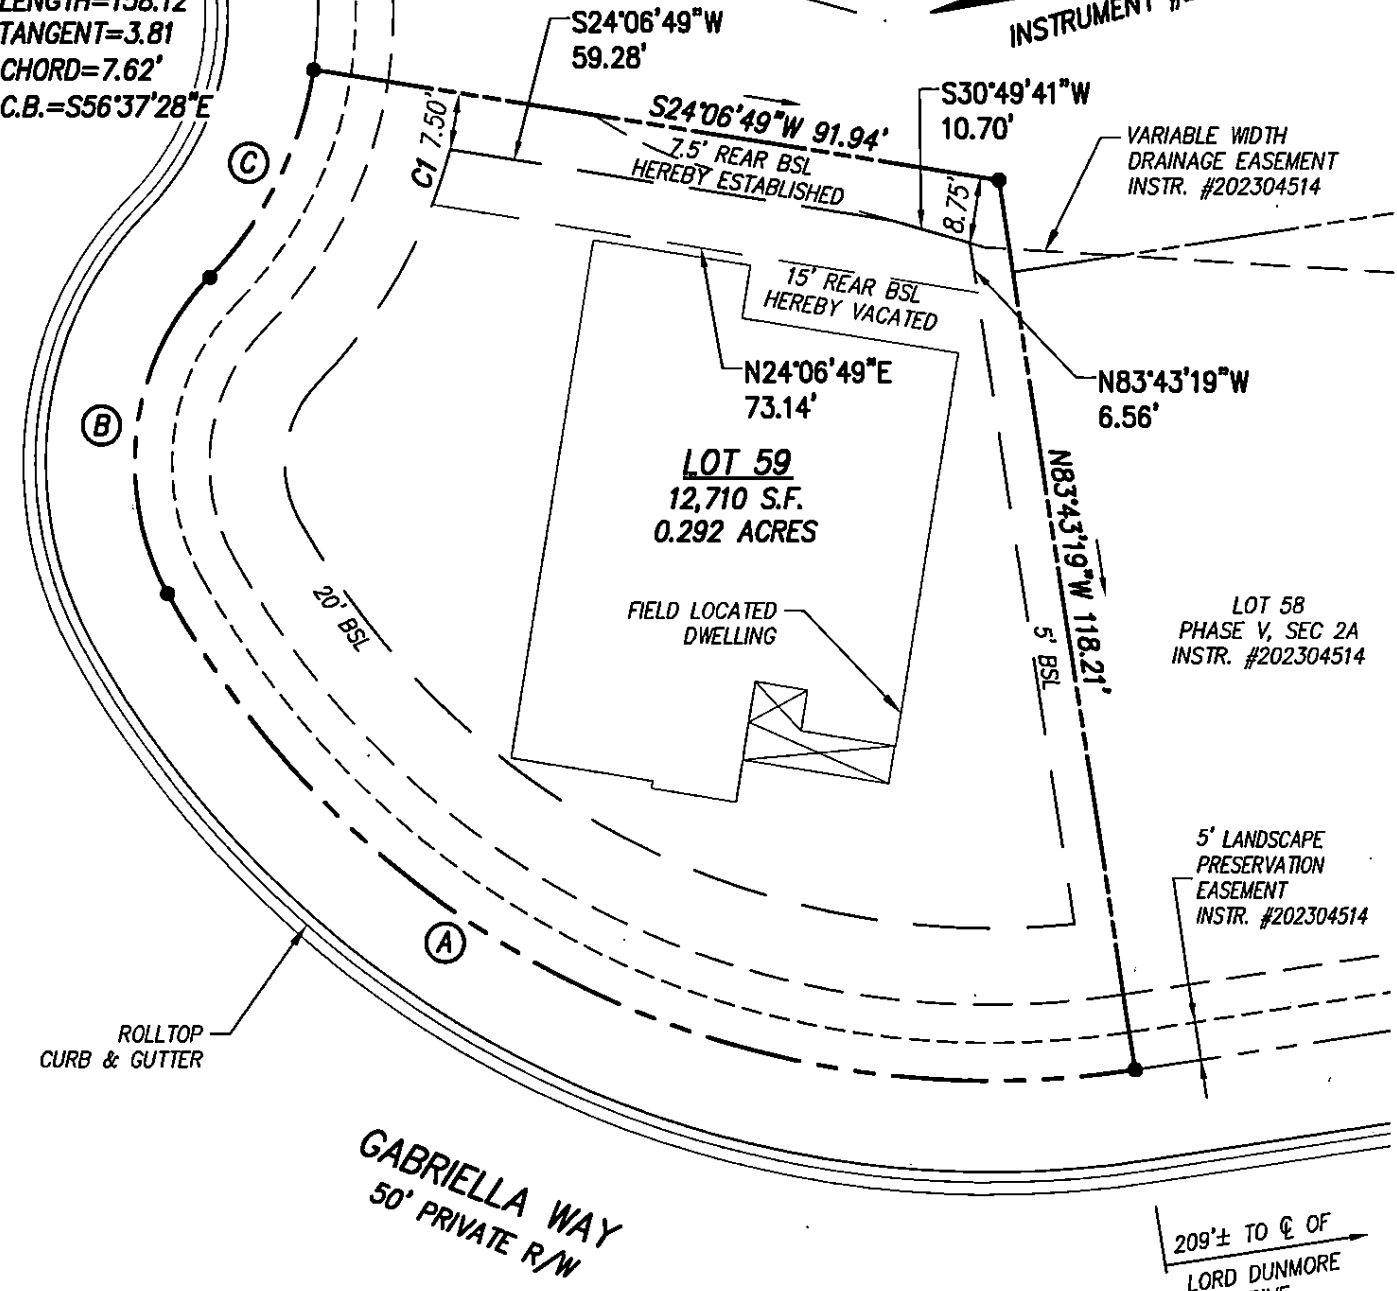 LENGTH=158.12
TANGENT=3.81
CHORD=7.62'
C.B.=S56°37'28"E
S24°06'49"W
59.28'
INSTRUMENT
S24°06'49"W 91.94'
S30°49'41"W
10.70'
VARIABLE WIDTH
DRAINAGE EASEMENT
INSTR. #202304514
C1
7.50'
7.5' REAR BSL
HEREBY ESTABLISHED
8.75'
C
15' REAR BSL
HEREBY VACATED
N24°06'49"E
73.14'
N83°43'19"W
6.56'
B
LOT 59
12,710 S.F.
0.292 ACRES
N83°43'19"W 118.21'
20' BSL
FIELD LOCATED
DWELLING
5' BSL
LOT 58
PHASE V, SEC 2A
INSTR. #202304514
5' LANDSCAPE
PRESERVATION
EASEMENT
INSTR. #202304514
A
ROLLTOP
CURB & GUTTER
GABRIELLA WAY
50' PRIVATE R/W
209'± TO ℄ OF
LORD DUNMORE